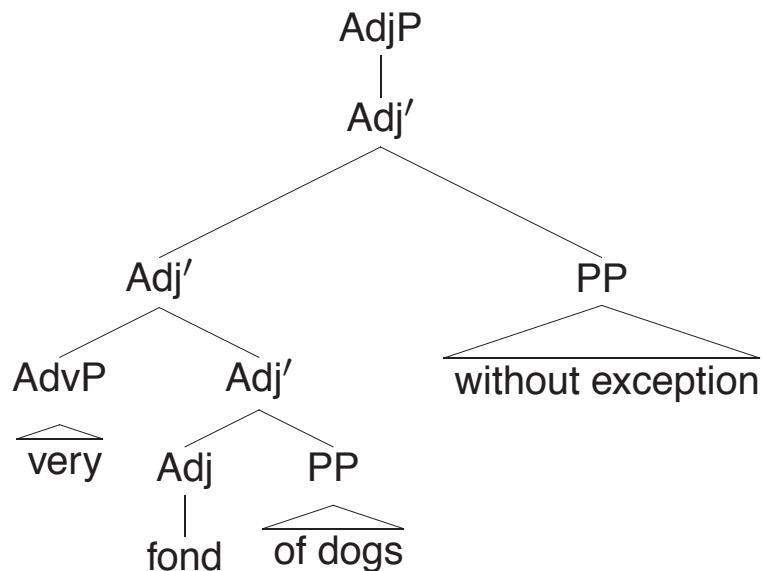 AdjP
Adj′
Adj′ PP
AdvP Adj′ without exception
very Adj PP
fond of dogs